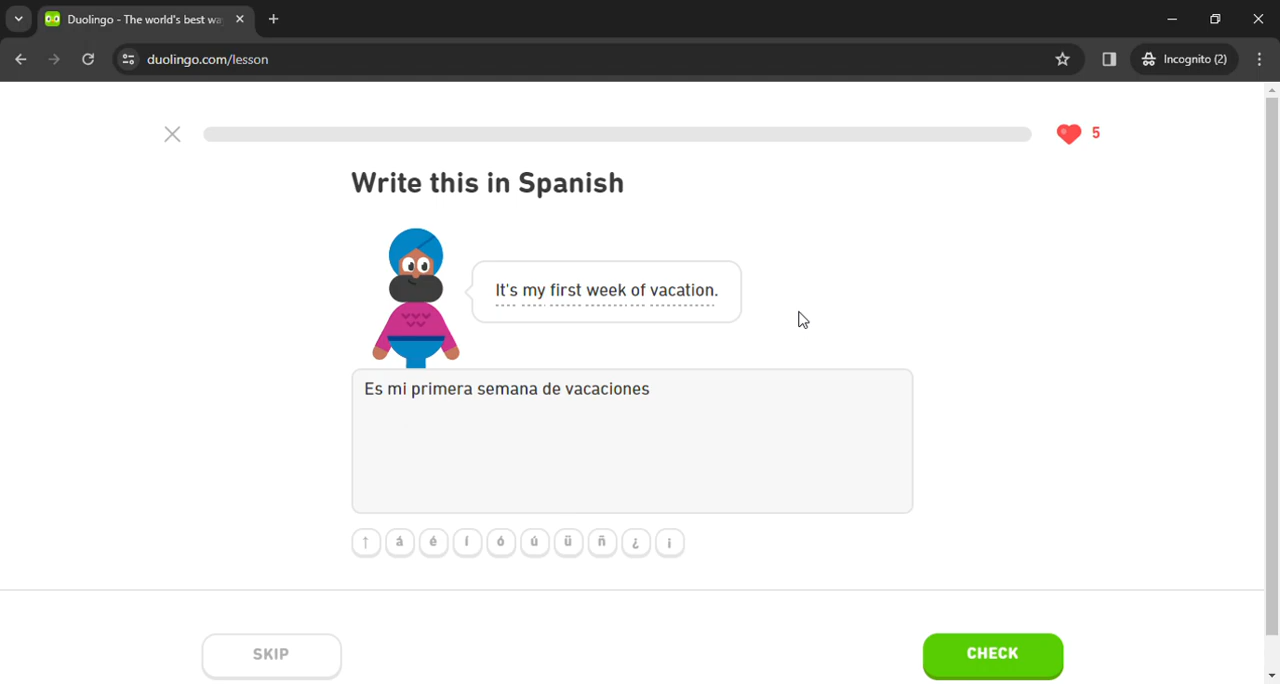 Duolingo - The world's best wa
duolingo.com/lesson
Incognito (2)
5
Write this in Spanish
It's my first week of vacation.
Es mi primera semana de vacaciones
↑ á é í ó ú ü ñ ¿ ¡
SKIP
CHECK